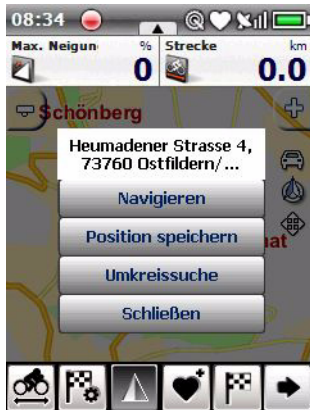 08:34
Max. Neigun % Strecke km
0 0.0
Schönberg
Heumadener Strasse 4,
73760 Ostfildern/...
Navigieren
Position speichern
at
Umkreissuche
Schließen